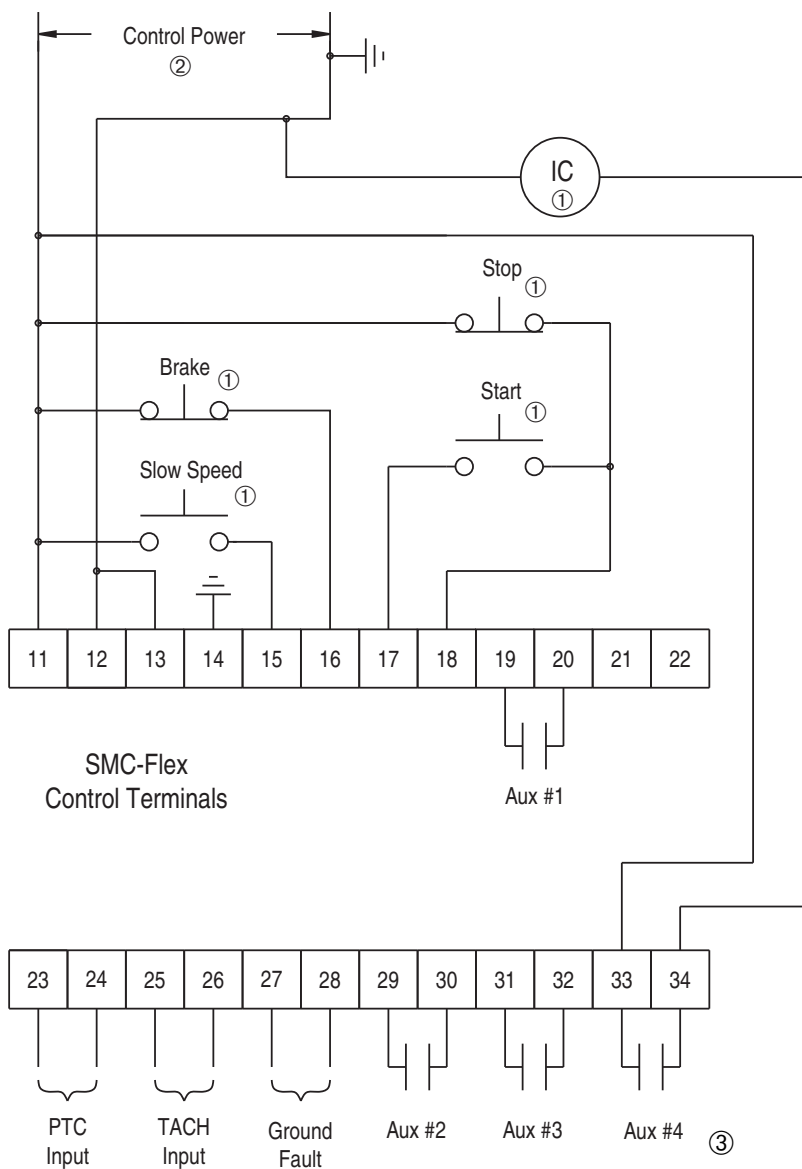 Control Power
②
IC
①
Stop ①
Brake ①
Start ①
Slow Speed ①
11 12 13 14 15 16 17 18 19 20 21 22
SMC-Flex
Control Terminals
Aux #1
23 24 25 26 27 28 29 30 31 32 33 34
PTC
Input
TACH
Input
Ground
Fault
Aux #2
Aux #3
Aux #4 ③